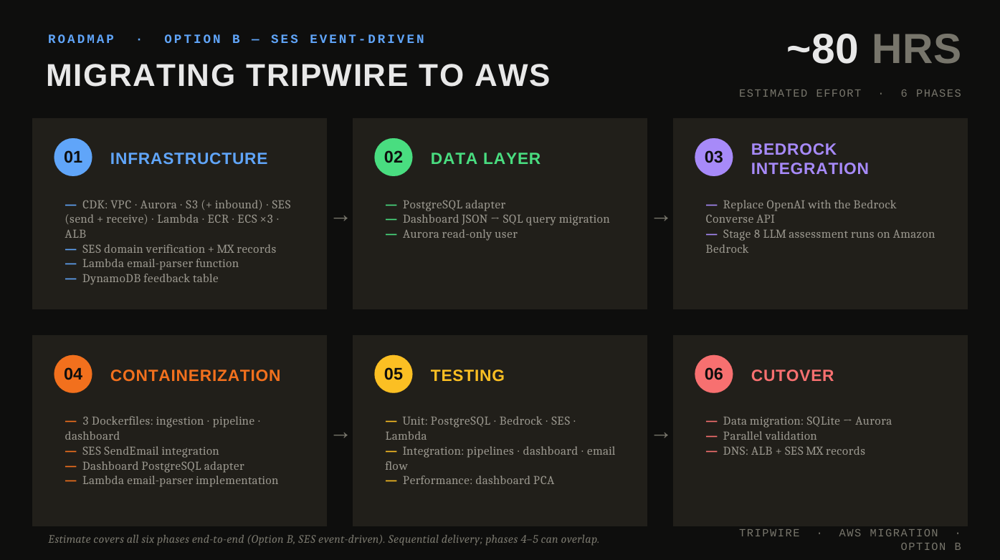 ROADMAP · OPTION B — SES EVENT-DRIVEN
MIGRATING TRIPWIRE TO AWS
~80 HRS
ESTIMATED EFFORT · 6 PHASES
01 INFRASTRUCTURE
— CDK: VPC · Aurora · S3 (+ inbound) · SES
(send + receive) · Lambda · ECR · ECS ×3 ·
ALB
— SES domain verification + MX records
— Lambda email-parser function
— DynamoDB feedback table
→
02 DATA LAYER
— PostgreSQL adapter
— Dashboard JSON → SQL query migration
— Aurora read-only user
→
03 BEDROCK
INTEGRATION
— Replace OpenAI with the Bedrock
Converse API
— Stage 8 LLM assessment runs on Amazon
Bedrock
04 CONTAINERIZATION
— 3 Dockerfiles: ingestion · pipeline ·
dashboard
— SES SendEmail integration
— Dashboard PostgreSQL adapter
— Lambda email-parser implementation
→
05 TESTING
— Unit: PostgreSQL · Bedrock · SES ·
Lambda
— Integration: pipelines · dashboard · email
flow
— Performance: dashboard PCA
→
06 CUTOVER
— Data migration: SQLite → Aurora
— Parallel validation
— DNS: ALB + SES MX records
Estimate covers all six phases end-to-end (Option B, SES event-driven). Sequential delivery; phases 4–5 can overlap.
TRIPWIRE · AWS MIGRATION ·
OPTION B